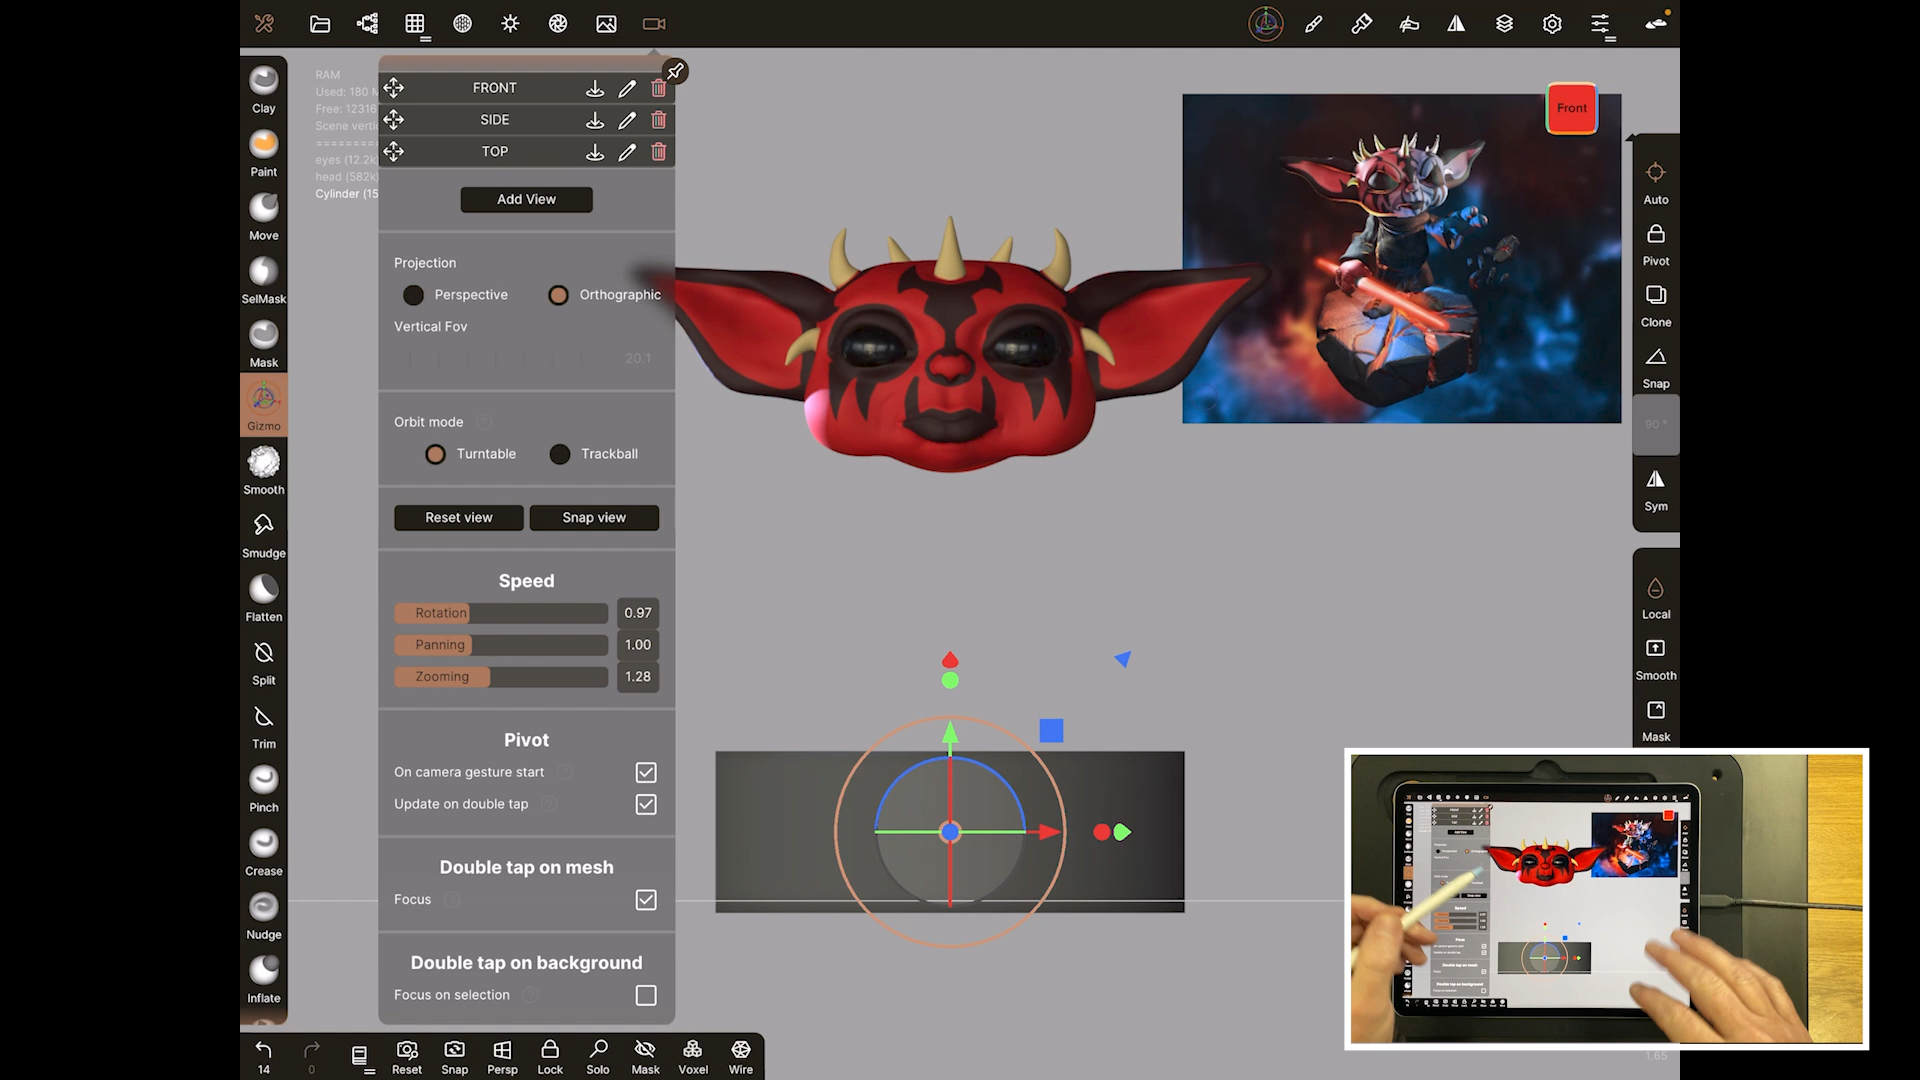 RAM
Used: 180 M
Free: 12316
Scene vertic
eyes (12.2k
head (582k)
Cylinder (15
Clay
Paint
Move
SelMask
Mask
Gizmo
Smooth
Smudge
Flatten
Split
Trim
Pinch
Crease
Nudge
Inflate
FRONT
SIDE
TOP
Add View
Projection
Perspective
Orthographic
Vertical Fov
20.1
Orbit mode ?
Turntable
Trackball
Reset view
Snap view
Speed
Rotation 0.97
Panning 1.00
Zooming 1.28
Pivot
On camera gesture start ?
Update on double tap ?
Double tap on mesh
Focus ?
Double tap on background
Focus on selection ?
Front
Auto
Pivot
Clone
Snap
90 °
Sym
Local
Smooth
Mask
1.65
14
0
Reset
Snap
Persp
Lock
Solo
Mask
Voxel
Wire